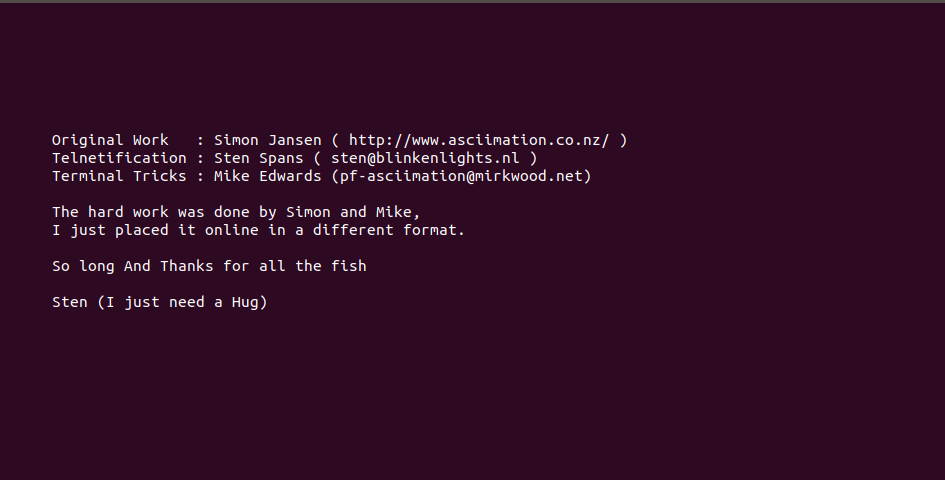 Original Work   : Simon Jansen ( http://www.asciimation.co.nz/ )
Telnetification : Sten Spans ( sten@blinkenlights.nl )
Terminal Tricks : Mike Edwards (pf-asciimation@mirkwood.net)
The hard work was done by Simon and Mike,
I just placed it online in a different format.
So long And Thanks for all the fish
Sten (I just need a Hug)